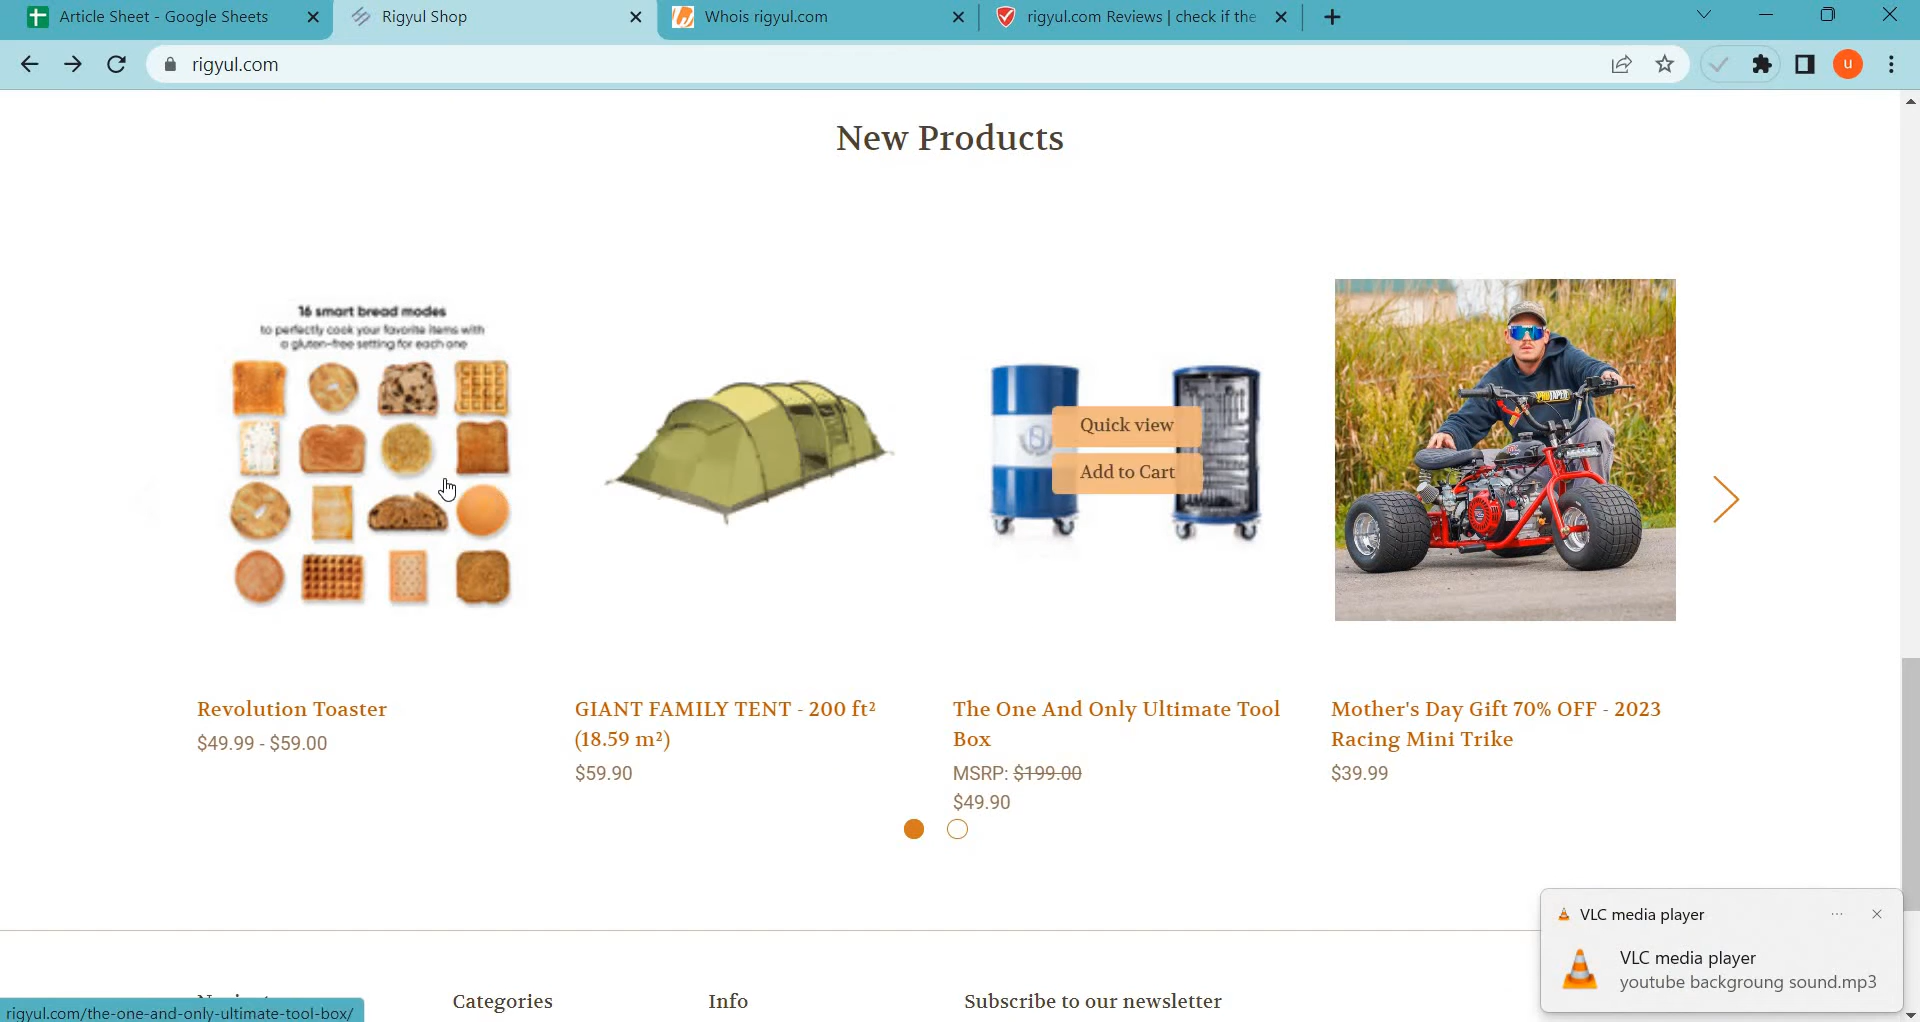 Article Sheet - Google Sheets
Rigyul Shop
Whois rigyul.com
rigyul.com Reviews | check if the
rigyul.com
u
New Products
16 smart bread modes
to perfectly cook your favorite items with
a gluten-free setting for each one
Quick view
Add to Cart
Revolution Toaster
$49.99 - $59.00
GIANT FAMILY TENT - 200 ft²
(18.59 m²)
$59.90
The One And Only Ultimate Tool
Box
MSRP: $199.00
$49.90
Mother's Day Gift 70% OFF - 2023
Racing Mini Trike
$39.99
VLC media player
VLC media player
youtube backgroung sound.mp3
Categories
Info
Subscribe to our newsletter
rigyul.com/the-one-and-only-ultimate-tool-box/